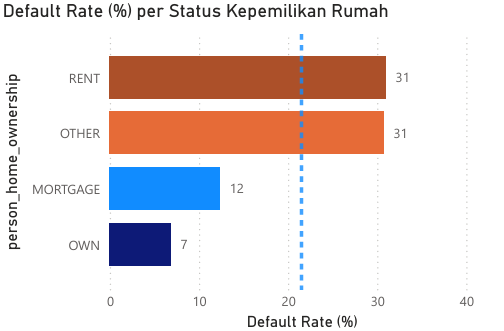 Default Rate (%) per Status Kepemilikan Rumah
person_home_ownership
RENT 31
OTHER 31
MORTGAGE 12
OWN 7
0 10 20 30 40
Default Rate (%)